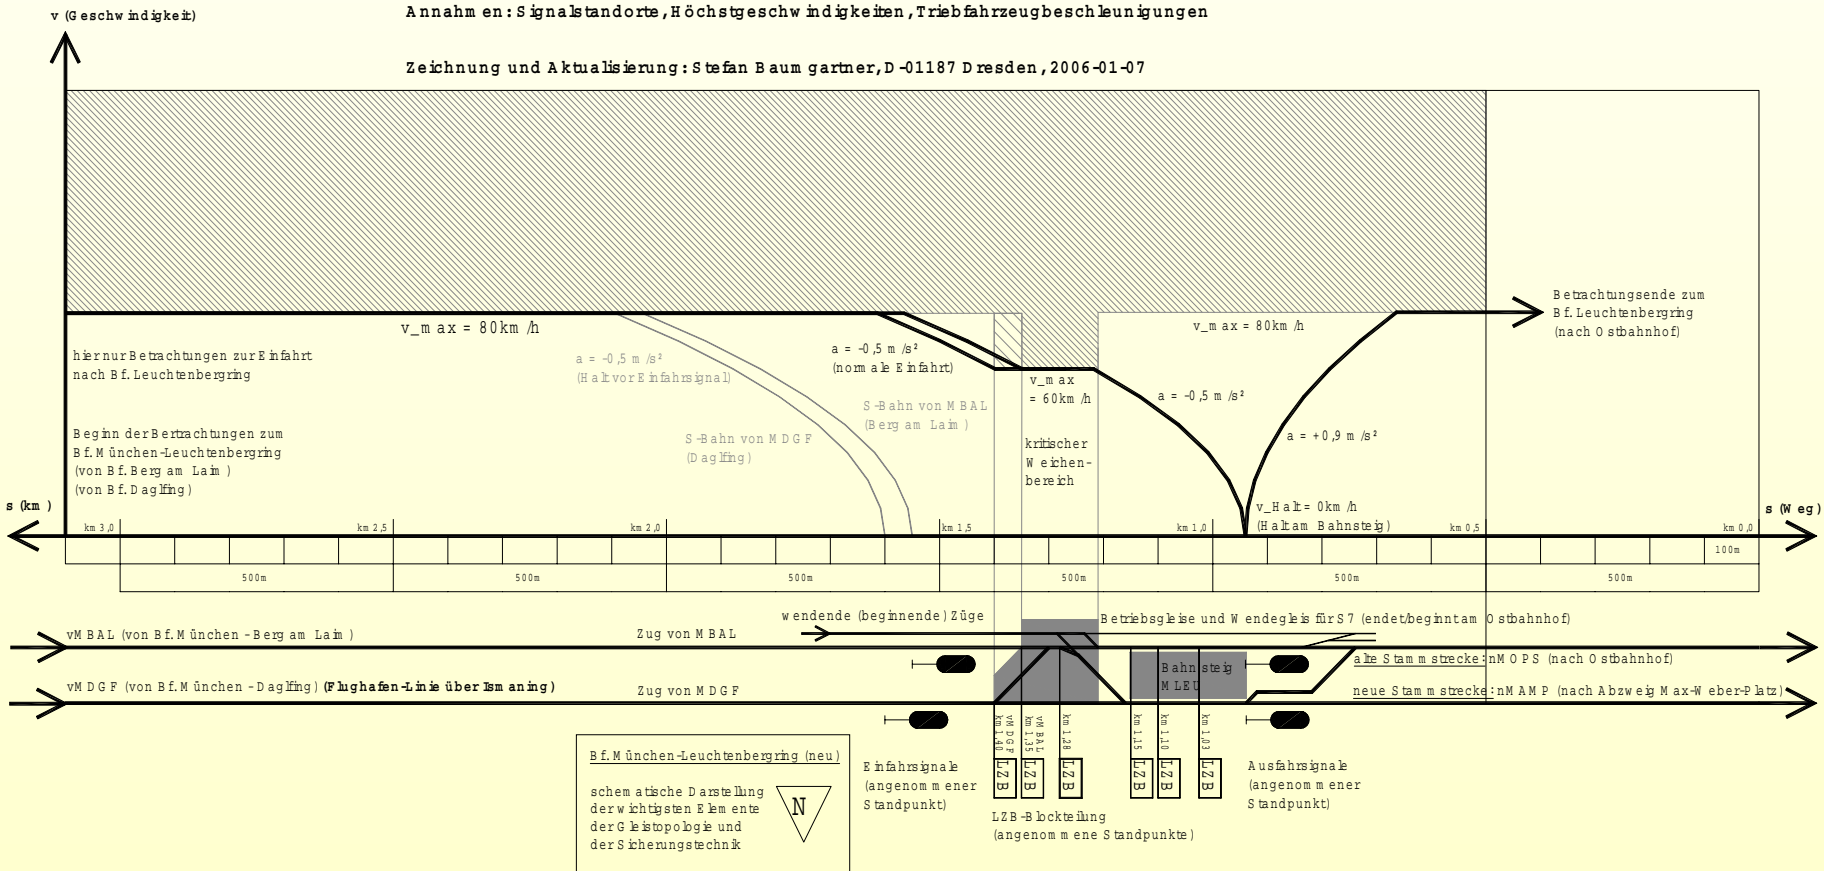 v (Geschwindigkeit)
Annahmen: Signalstandorte, Höchstgeschwindigkeiten, Triebfahrzeugbeschleunigungen
Zeichnung und Aktualisierung: Stefan Baumgartner, D-01187 Dresden, 2006-01-07
v_max = 80km/h
hier nur Betrachtungen zur Einfahrt
nach Bf. Leuchtenbergring
Beginn der Bertrachtungen zum
Bf. München-Leuchtenbergring
(von Bf. Berg am Laim)
(von Bf. Daglfing)
a = -0,5 m/s²
(Halt vor Einfahrsignal)
S-Bahn von MDGF
(Daglfing)
a = -0,5 m/s²
(normale Einfahrt)
S-Bahn von MBAL
(Berg am Laim)
v_max
= 60km/h
kritischer
Weichen-
bereich
a = -0,5 m/s²
v_max = 80km/h
a = +0,9 m/s²
v_Halt = 0km/h
(Halt am Bahnsteig)
Betrachtungsende zum
Bf. Leuchtenbergring
(nach Ostbahnhof)
s (km)
s (Weg)
km 3,0
km 2,5
km 2,0
km 1,5
km 1,0
km 0,5
km 0,0
100m
500m
500m
500m
500m
500m
500m
wendende (beginnende) Züge
Betriebsgleise und Wendegleis für S7 (endet/beginnt am Ostbahnhof)
vMBAL (von Bf. München - Berg am Laim)
Zug von MBAL
alte Stammstrecke: nMOPS (nach Ostbahnhof)
Bahnsteig
MLEU
vMDGF (von Bf. München - Daglfing) (Flughafen-Linie über Ismaning)
Zug von MDGF
neue Stammstrecke: nMAMP (nach Abzweig Max-Weber-Platz)
vMDGF
km 1,40
vMBAL
km 1,35
km 1,28
km 1,15
km 1,10
km 1,03
LZB
LZB
LZB
LZB
LZB
LZB
Einfahrsignale
(angenommener
Standpunkt)
LZB-Blockteilung
(angenommene Standpunkte)
Ausfahrsignale
(angenommener
Standpunkt)
Bf. München-Leuchtenbergring (neu)
schematische Darstellung
der wichtigsten Elemente
der Gleistopologie und
der Sicherungstechnik
N